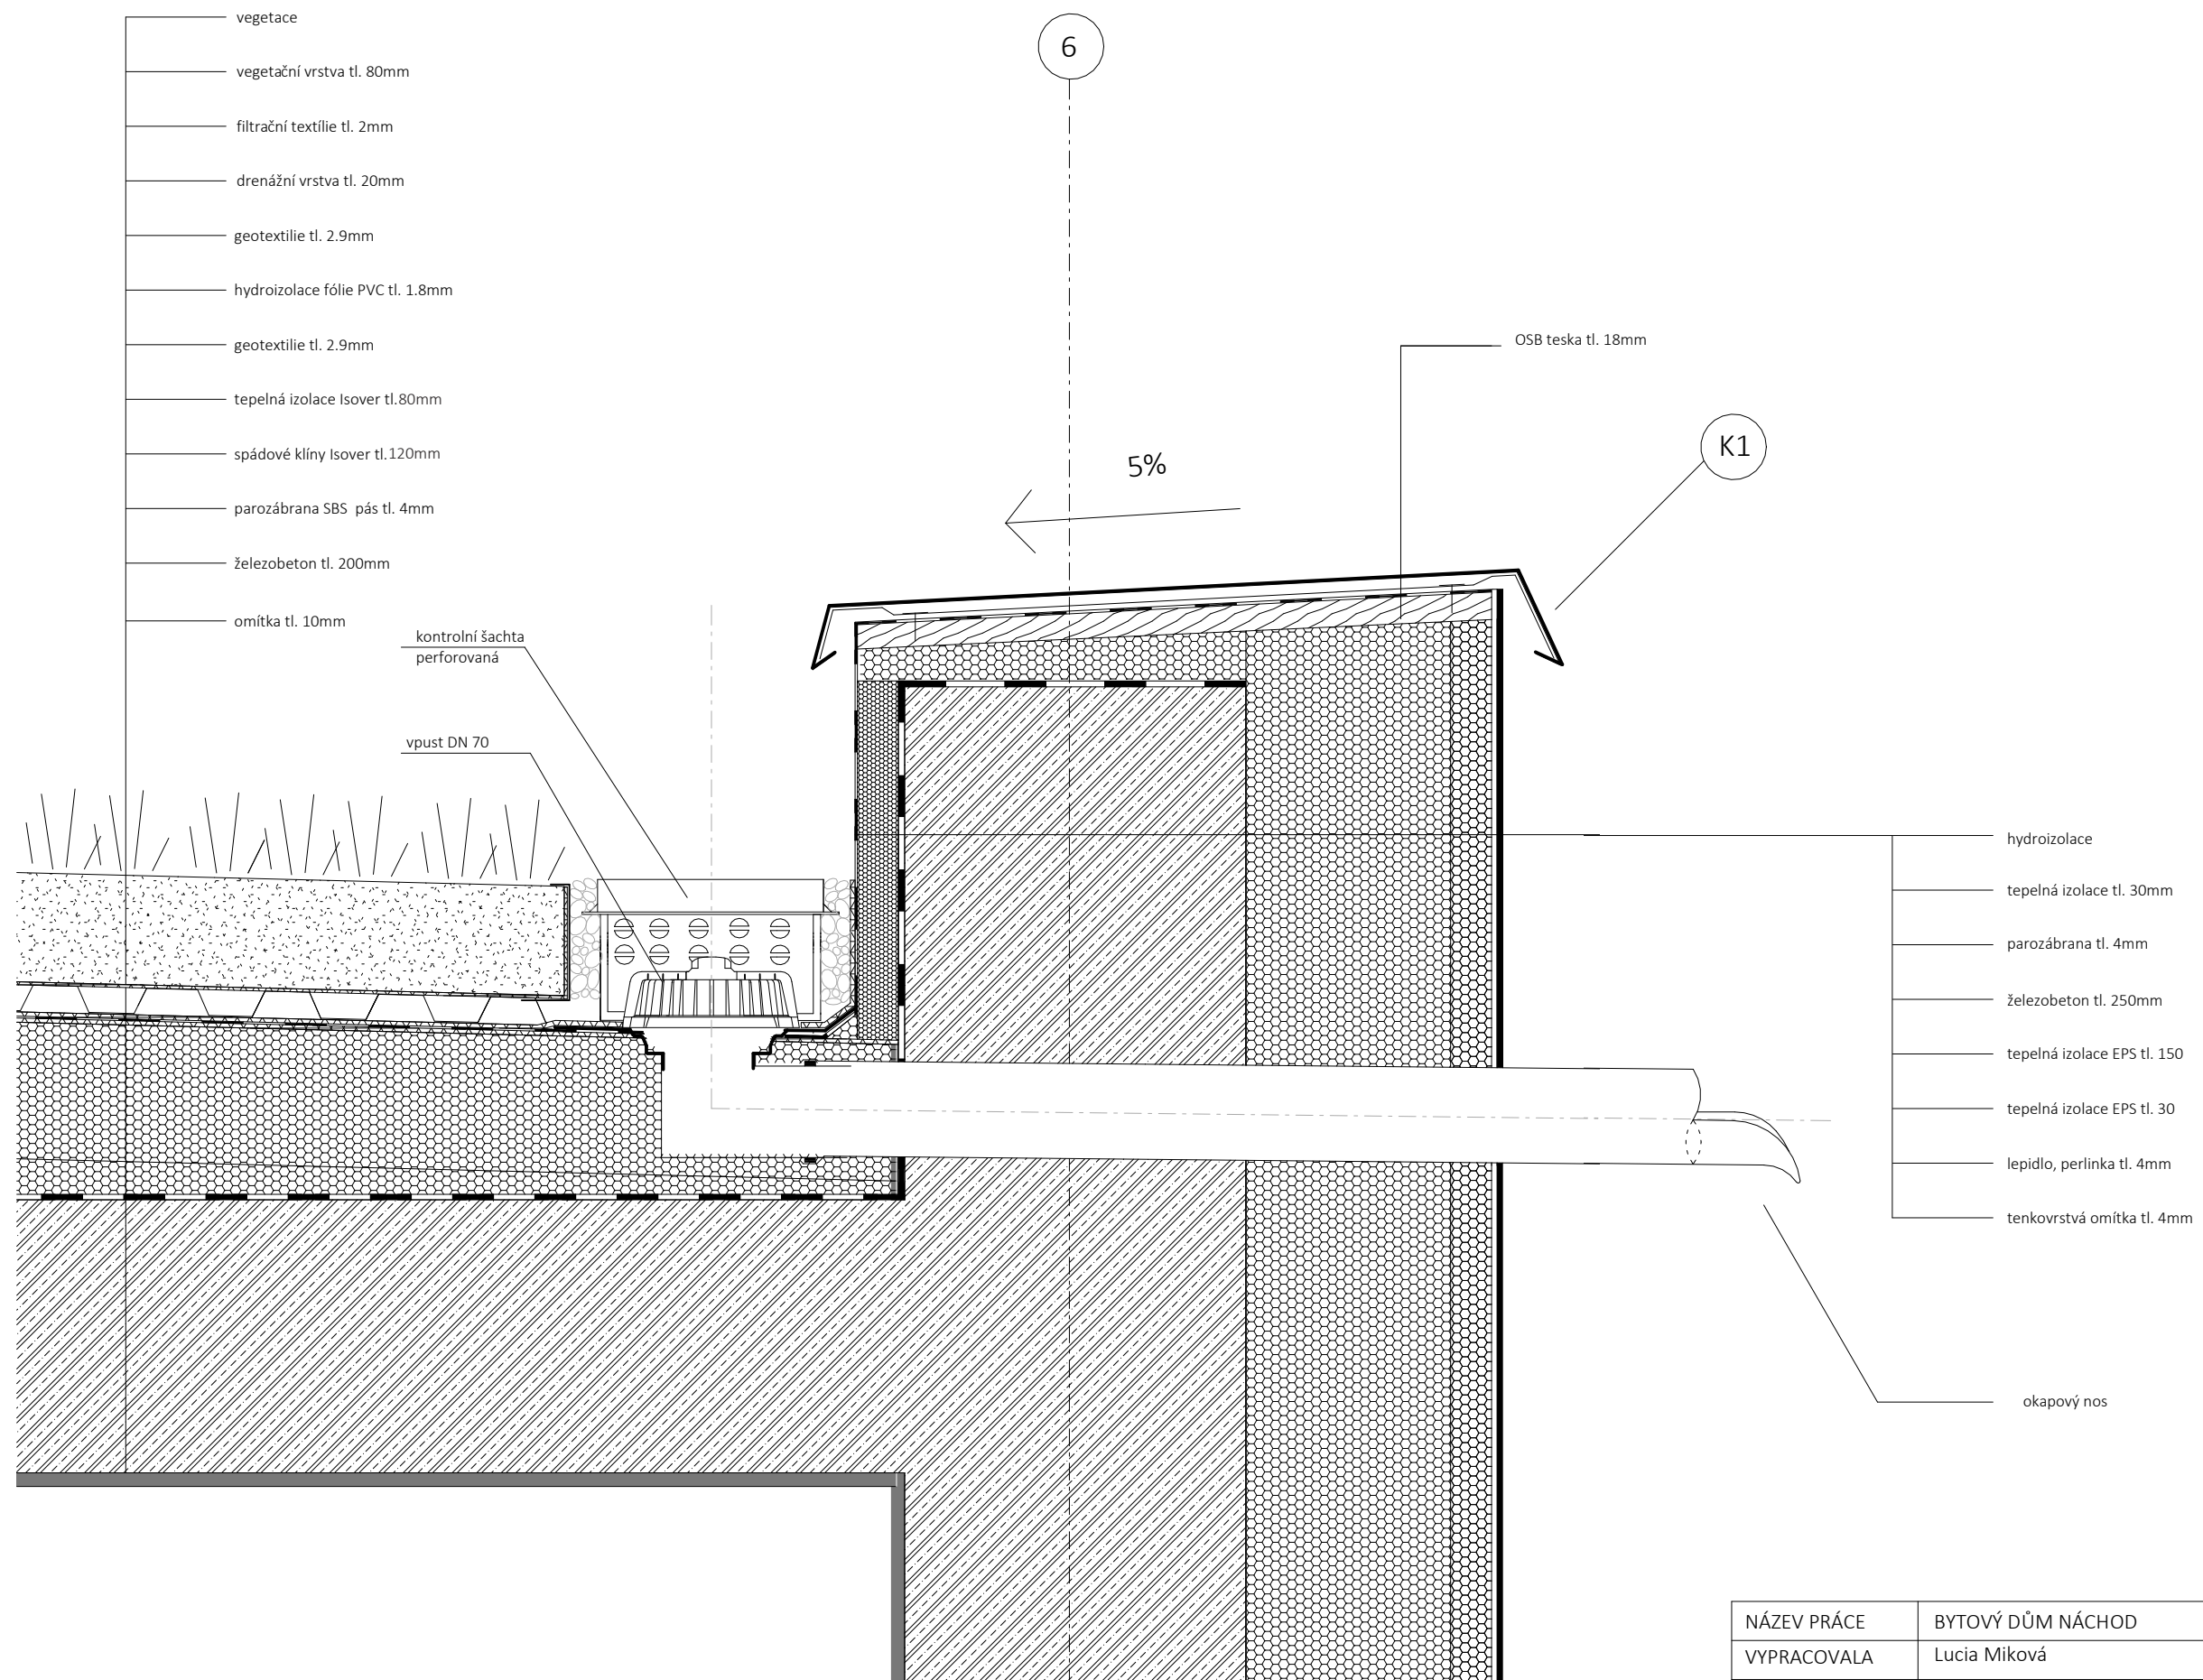 vegetace
vegetační vrstva tl. 80mm
filtrační textílie tl. 2mm
drenážní vrstva tl. 20mm
geotextilie tl. 2.9mm
hydroizolace fólie PVC tl. 1.8mm
geotextilie tl. 2.9mm
tepelná izolace Isover tl.80mm
spádové klíny Isover tl.120mm
parozábrana SBS pás tl. 4mm
železobeton tl. 200mm
omítka tl. 10mm
kontrolní šachta
perforovaná
vpust DN 70
6
5%
OSB teska tl. 18mm
K1
hydroizolace
tepelná izolace tl. 30mm
parozábrana tl. 4mm
železobeton tl. 250mm
tepelná izolace EPS tl. 150
tepelná izolace EPS tl. 30
lepidlo, perlinka tl. 4mm
tenkovrstvá omítka tl. 4mm
okapový nos
NÁZEV PRÁCE BYTOVÝ DŮM NÁCHOD
VYPRACOVALA Lucia Miková